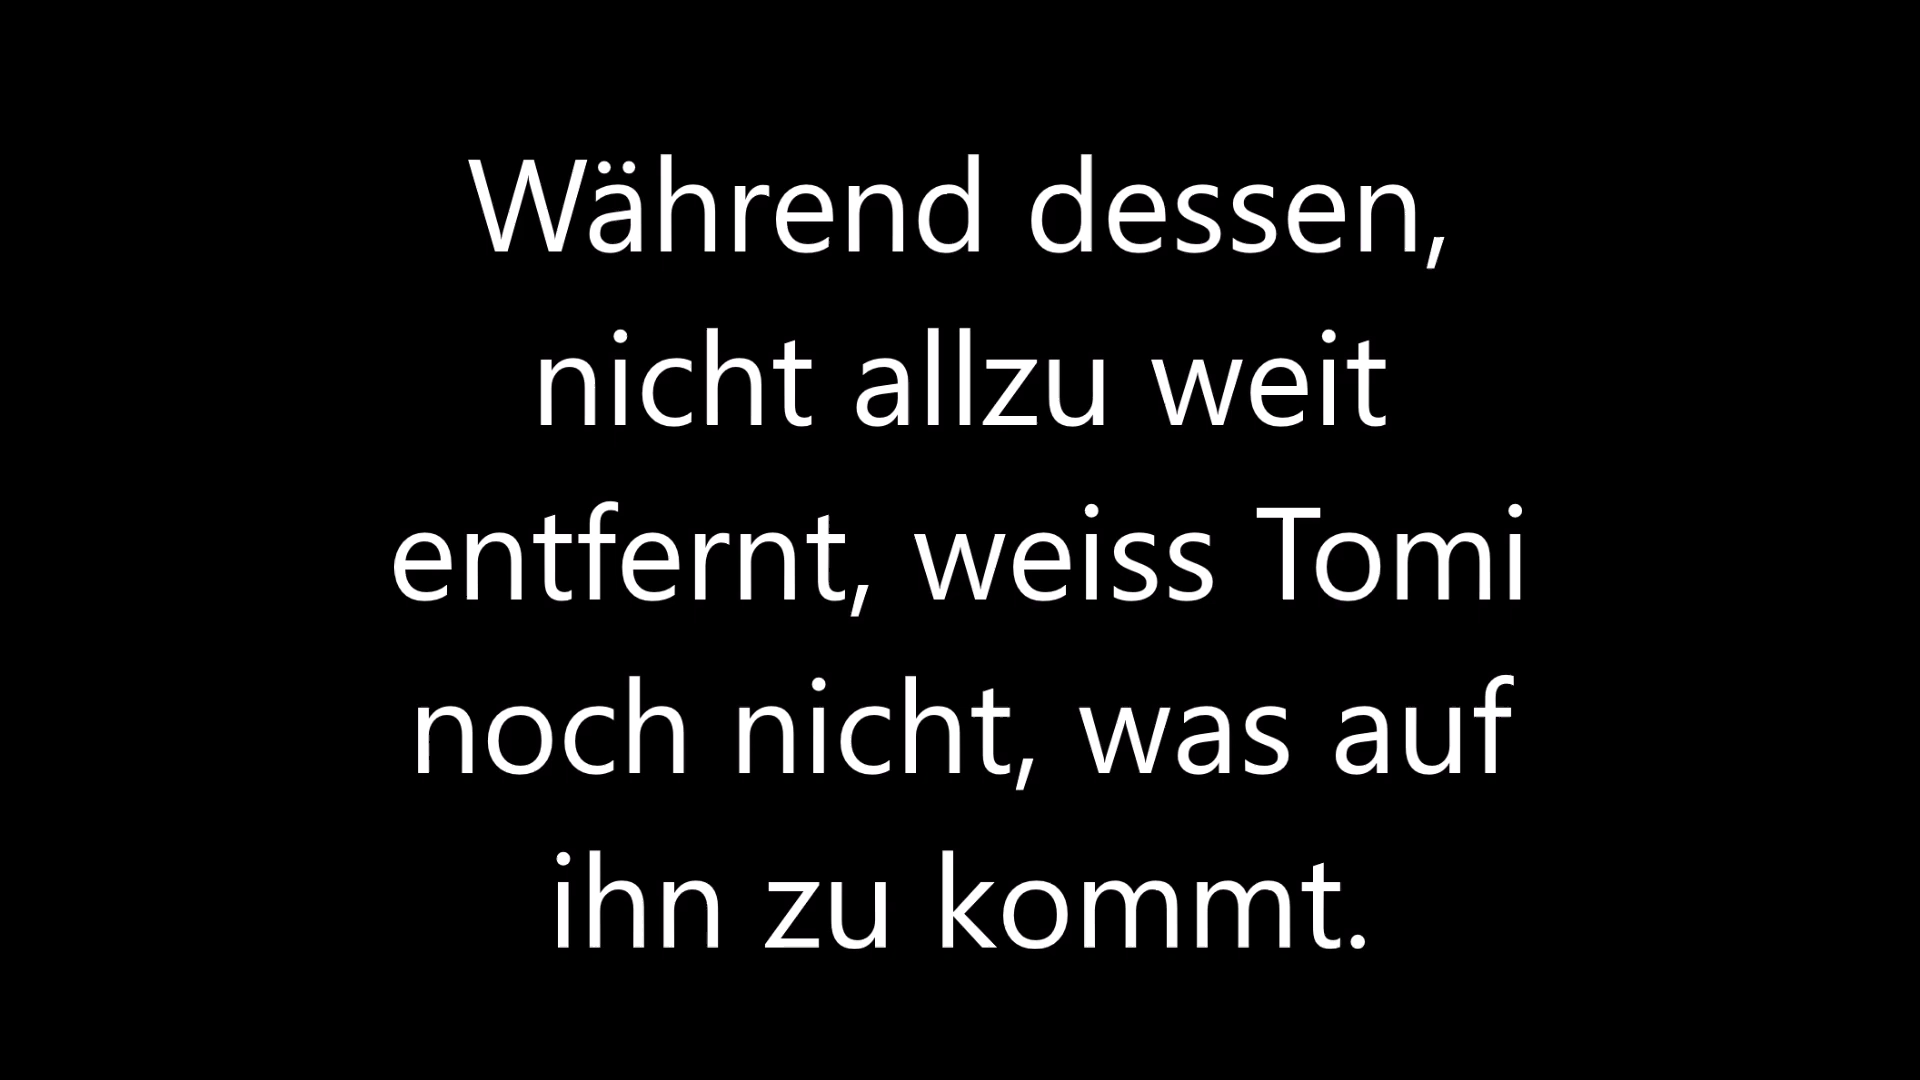 Während dessen,
nicht allzu weit
entfernt, weiss Tomi
noch nicht, was auf
ihn zu kommt.